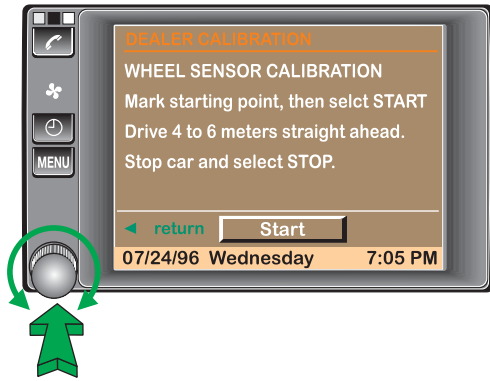 DEALER CALIBRATION
WHEEL SENSOR CALIBRATION
Mark starting point, then selct START
Drive 4 to 6 meters straight ahead.
Stop car and select STOP.
return Start
07/24/96 Wednesday 7:05 PM
MENU